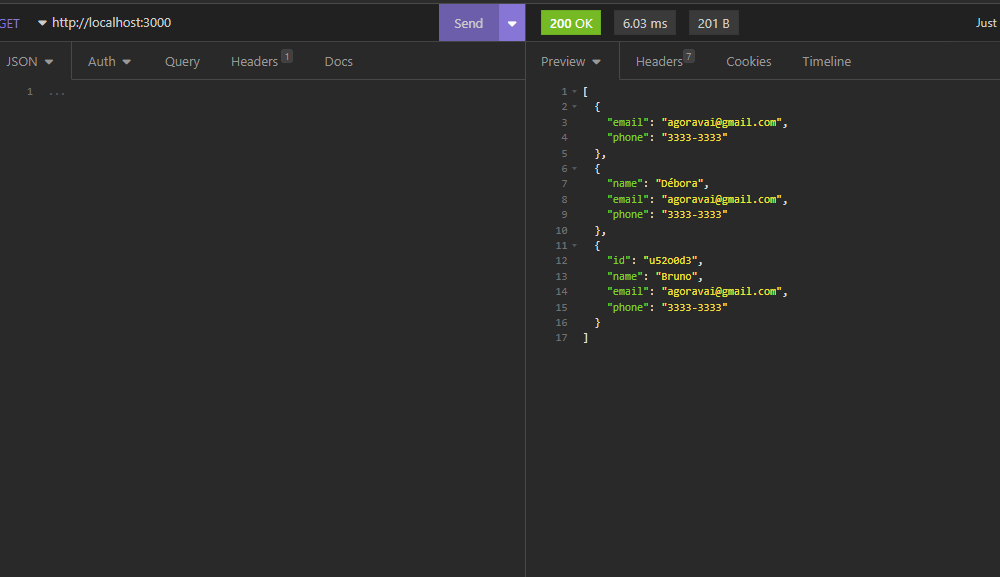 GET http://localhost:3000 Send 200 OK 6.03 ms 201 B Just
JSON Auth Query Headers 1 Docs Preview Headers 7 Cookies Timeline
1 ...
1 [
2 {
3 "email": "agoravai@gmail.com",
4 "phone": "3333-3333"
5 },
6 {
7 "name": "Débora",
8 "email": "agoravai@gmail.com",
9 "phone": "3333-3333"
10 },
11 {
12 "id": "u52o0d3",
13 "name": "Bruno",
14 "email": "agoravai@gmail.com",
15 "phone": "3333-3333"
16 }
17 ]